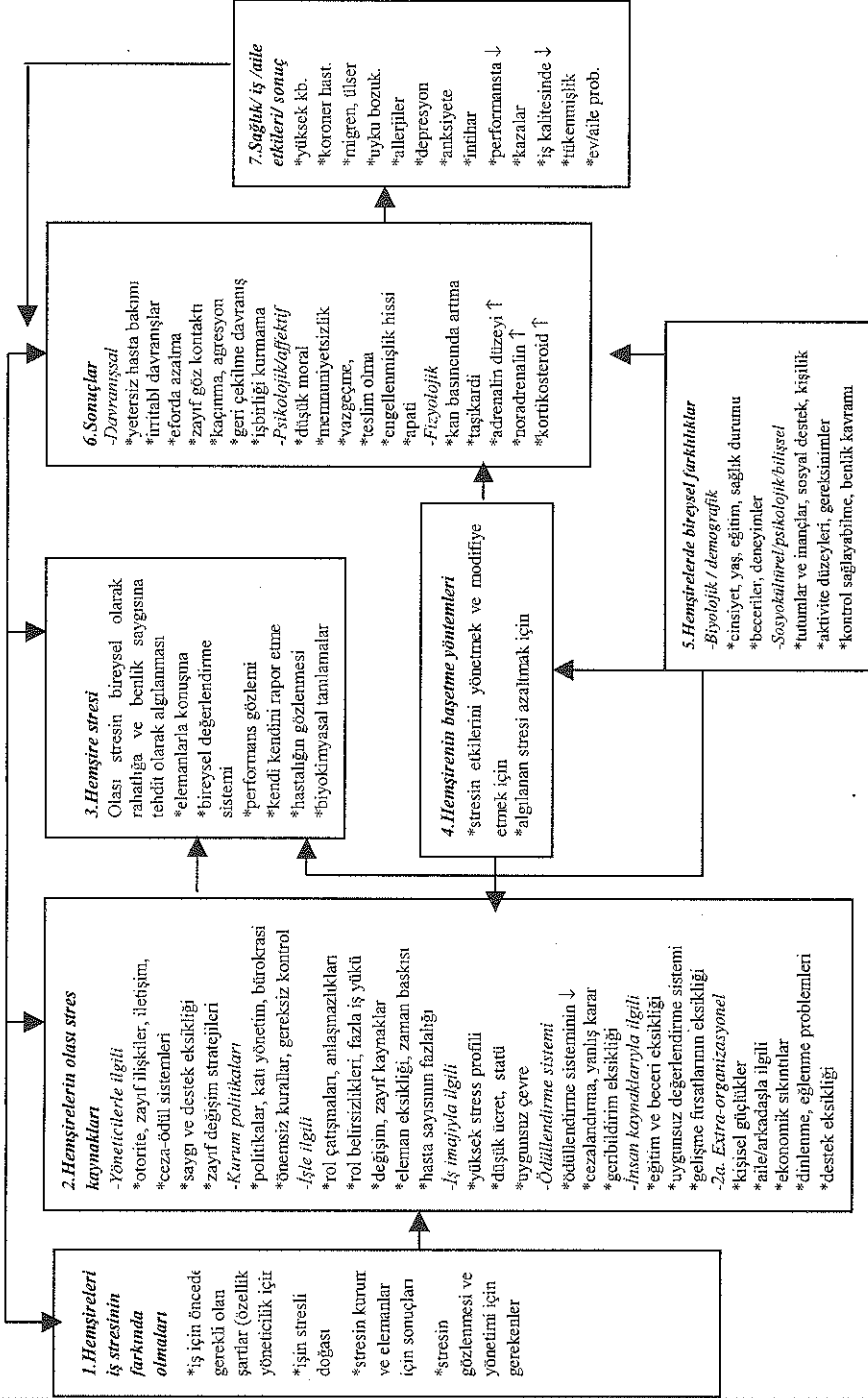 1.Hemşireleri
iş stresinin
farkında
olmaları
*iş için öncede
gerekli olan
şartlar (özellik
yöneticilik içir
*işin stresli
doğası
*stresin kurum
ve elemanlar
için sonuçları
*stresin
gözlenmesi ve
yönetimi için
gerekenler
2.Hemşirelerin olası stres
kaynakları
-Yöneticilerle ilgili
*otorite, zayıf ilişkiler, iletişim,
*ceza-ödül sistemleri
*saygı ve destek eksikliği
*zayıf değişim stratejileri
-Kurum politikaları
*politikalar, katı yönetim, bürokrasi
*önemsiz kurallar, gereksiz kontrol
-İşle ilgili
*rol çatışmaları, anlaşmazlıkları
*rol belirsizlikleri, fazla iş yükü
*değişim, zayıf kaynaklar
*eleman eksikliği, zaman baskısı
*hasta sayısının fazlalığı
-İş imajıyla ilgili
*yüksek stress profili
*düşük ücret, statü
*uygunsuz çevre
-Ödüllendirme sistemi
*ödüllendirme sisteminin ↓
*cezalandırma, yanlış karar
*geribildirim eksikliği
-İnsan kaynaklarıyla ilgili
*eğitim ve beceri eksikliği
*uygunsuz değerlendirme sistemi
*gelişme fırsatlarının eksikliği
-2a. Extra-organizasyonel
*kişisel güçlükler
*aile/arkadaşla ilgili
*ekonomik sıkıntılar
*dinlenme, eğlenme problemleri
*destek eksikliği
3.Hemşire stresi
Olası stresin bireysel olarak
rahatlığa ve benlik saygısına
tehdit olarak algılanması
*elemanlarla konuşma
*bireysel değerlendirme
sistemi
*performans gözlemi
*kendi kendini rapor etme
*hastalığın gözlenmesi
*biyokimyasal tanılamalar
4.Hemşirenin başetme yöntemleri
*stresin etkilerini yönetmek ve modifiye
etmek için
*algılanan stresi azaltmak için
5.Hemşirelerde bireysel farklılıklar
-Biyolojik / demografik
*cinsiyet, yaş, eğitim, sağlık durumu
*beceriler, deneyimler
-Sosyokültürel/psikolojik/bilişsel
*tutumlar ve inançlar, sosyal destek, kişilik
*aktivite düzeyleri, gereksinimler
*kontrol sağlayabilme, benlik kavramı
6.Sonuçlar
-Davranışsal
*yetersiz hasta bakımı
*irritabl davranışlar
*eforda azalma
*zayıf göz kontaktı
*kaçınma, agresyon
*geri çekilme davranış
*işbirliği kurmama
-Psikolojik/affektif
*düşük moral
*memnuniyetsizlik
*vazgeçme,
*teslim olma
*engellenmişlik hissi
*apati
-Fizyolojik
*kan basıncında artma
*taşikardi
*adrenalin düzeyi ↑
*noradrenalin ↑
*kortikosteroid ↑
7.Sağlık/ iş /aile
etkileri/ sonuç
*yüksek kb.
*koroner hast.
*migren, ülser
*uyku bozuk.
*allerjiler
*depresyon
*anksiyete
*intihar
*performansta ↓
*kazalar
*iş kalitesinde ↓
*tükenmişlik
*ev/aile prob.